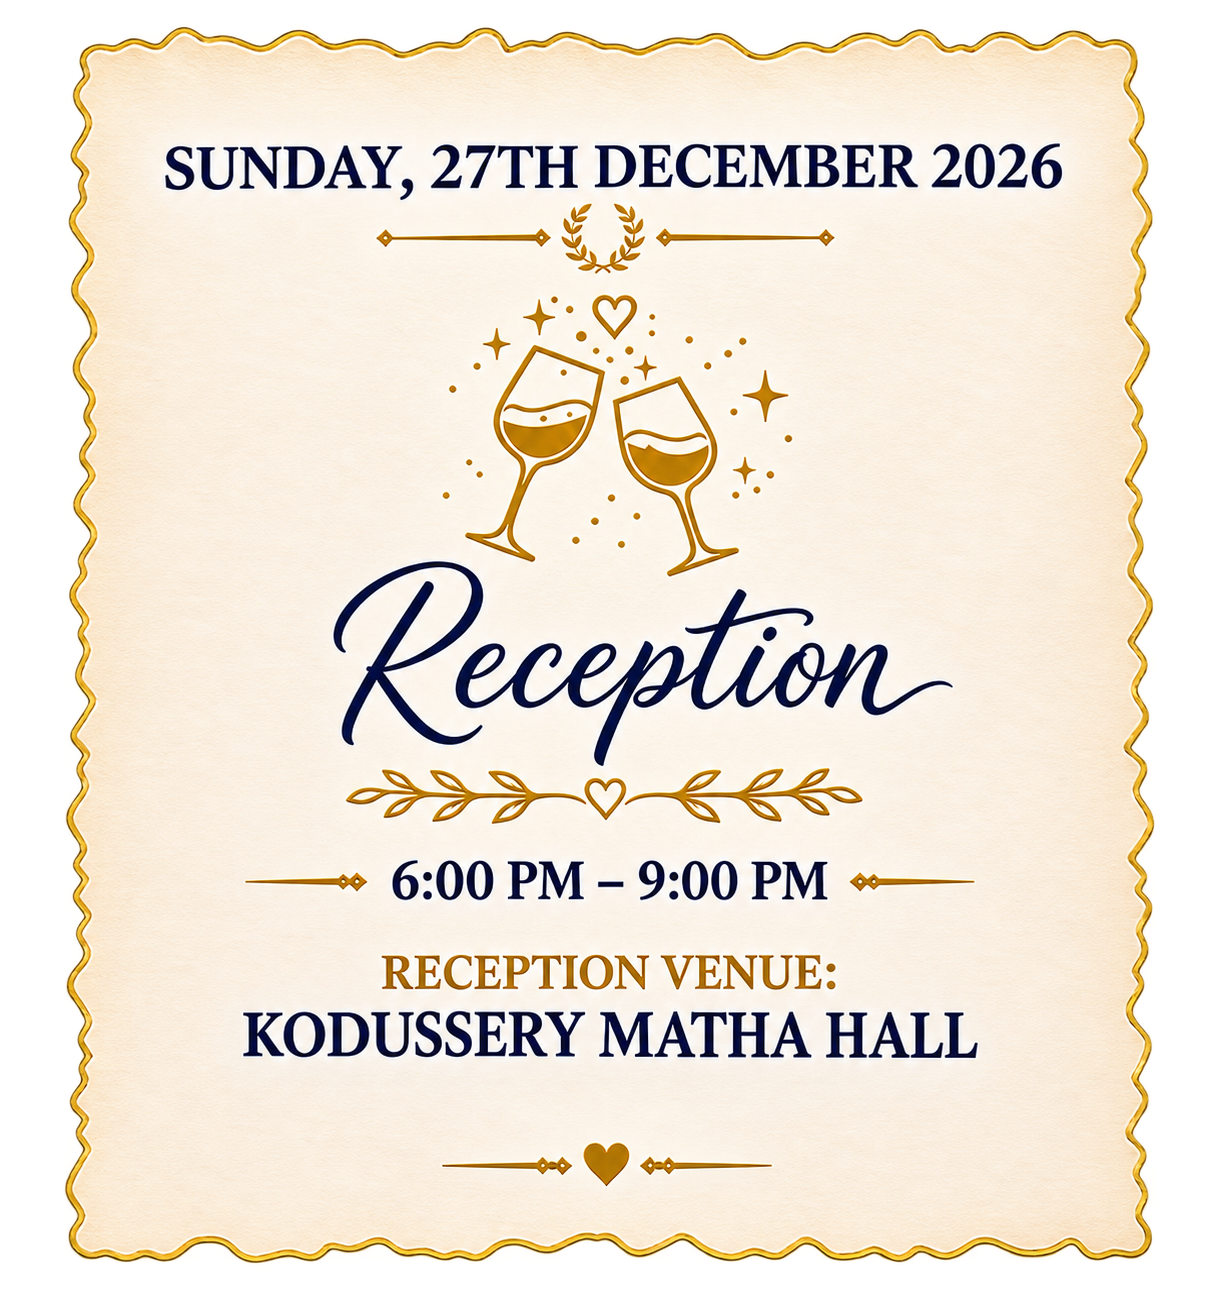 SUNDAY, 27TH DECEMBER 2026
Reception
6:00 PM – 9:00 PM
RECEPTION VENUE:
KODUSSERY MATHA HALL